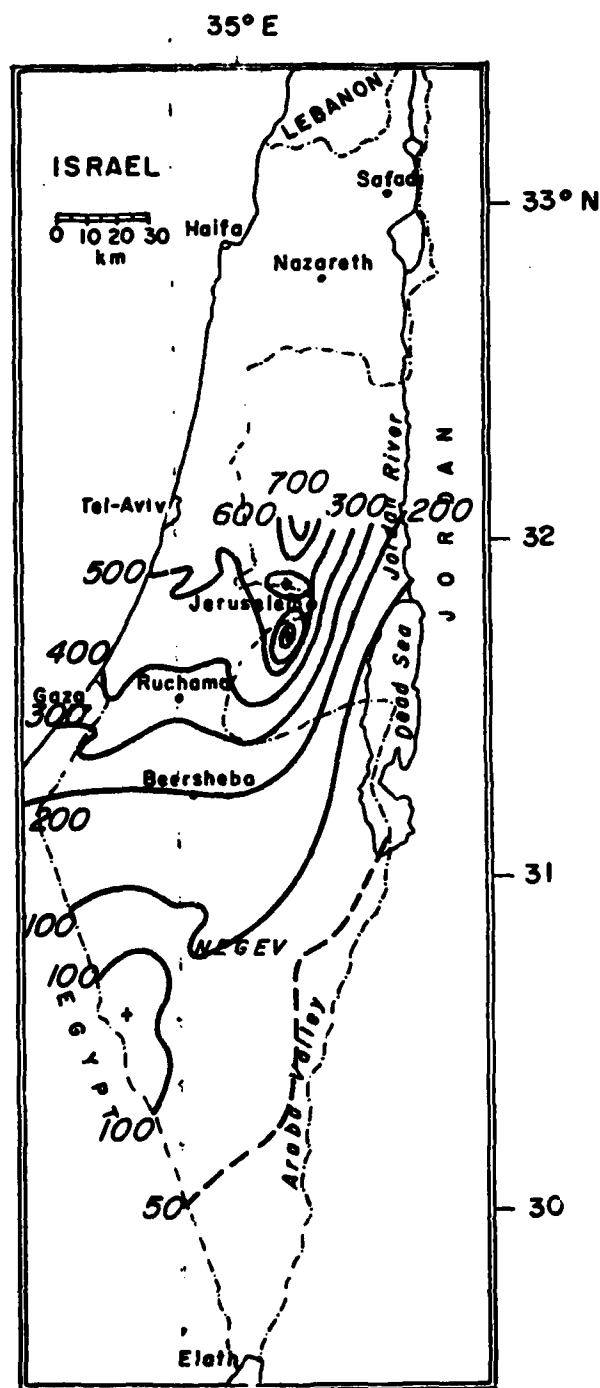 35° E
LEBANON
ISRAEL
Safad
33° N
0 10 20 30
km
Haifa
Nazareth
JORDAN
Jordan River
700
Tel-Aviv
600 300 200
32
500
Jerusalem
400
Ruchama
Gaza
300
Dead Sea
Beersheba
200
31
100
NEGEV
100
EGYPT
Araba Valley
100
50
30
Elath